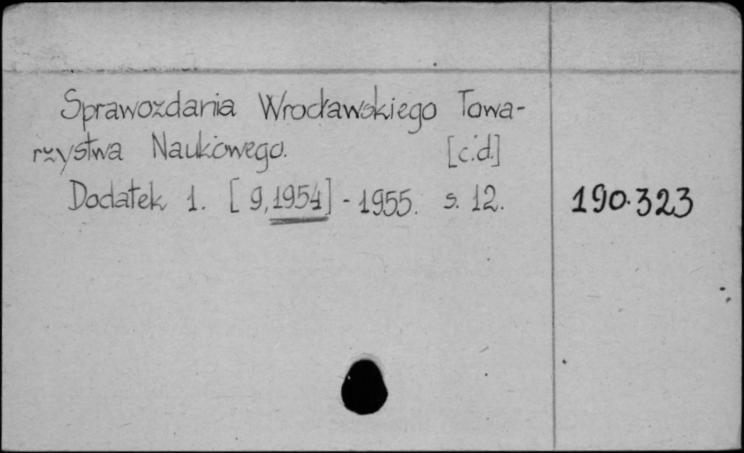 Sprawozdania Wrocławskiego Towa-
rzystwa Naukowego. [c.d.]
Dodatek 1. [9,1954] - 1955. s. 12. 190.323